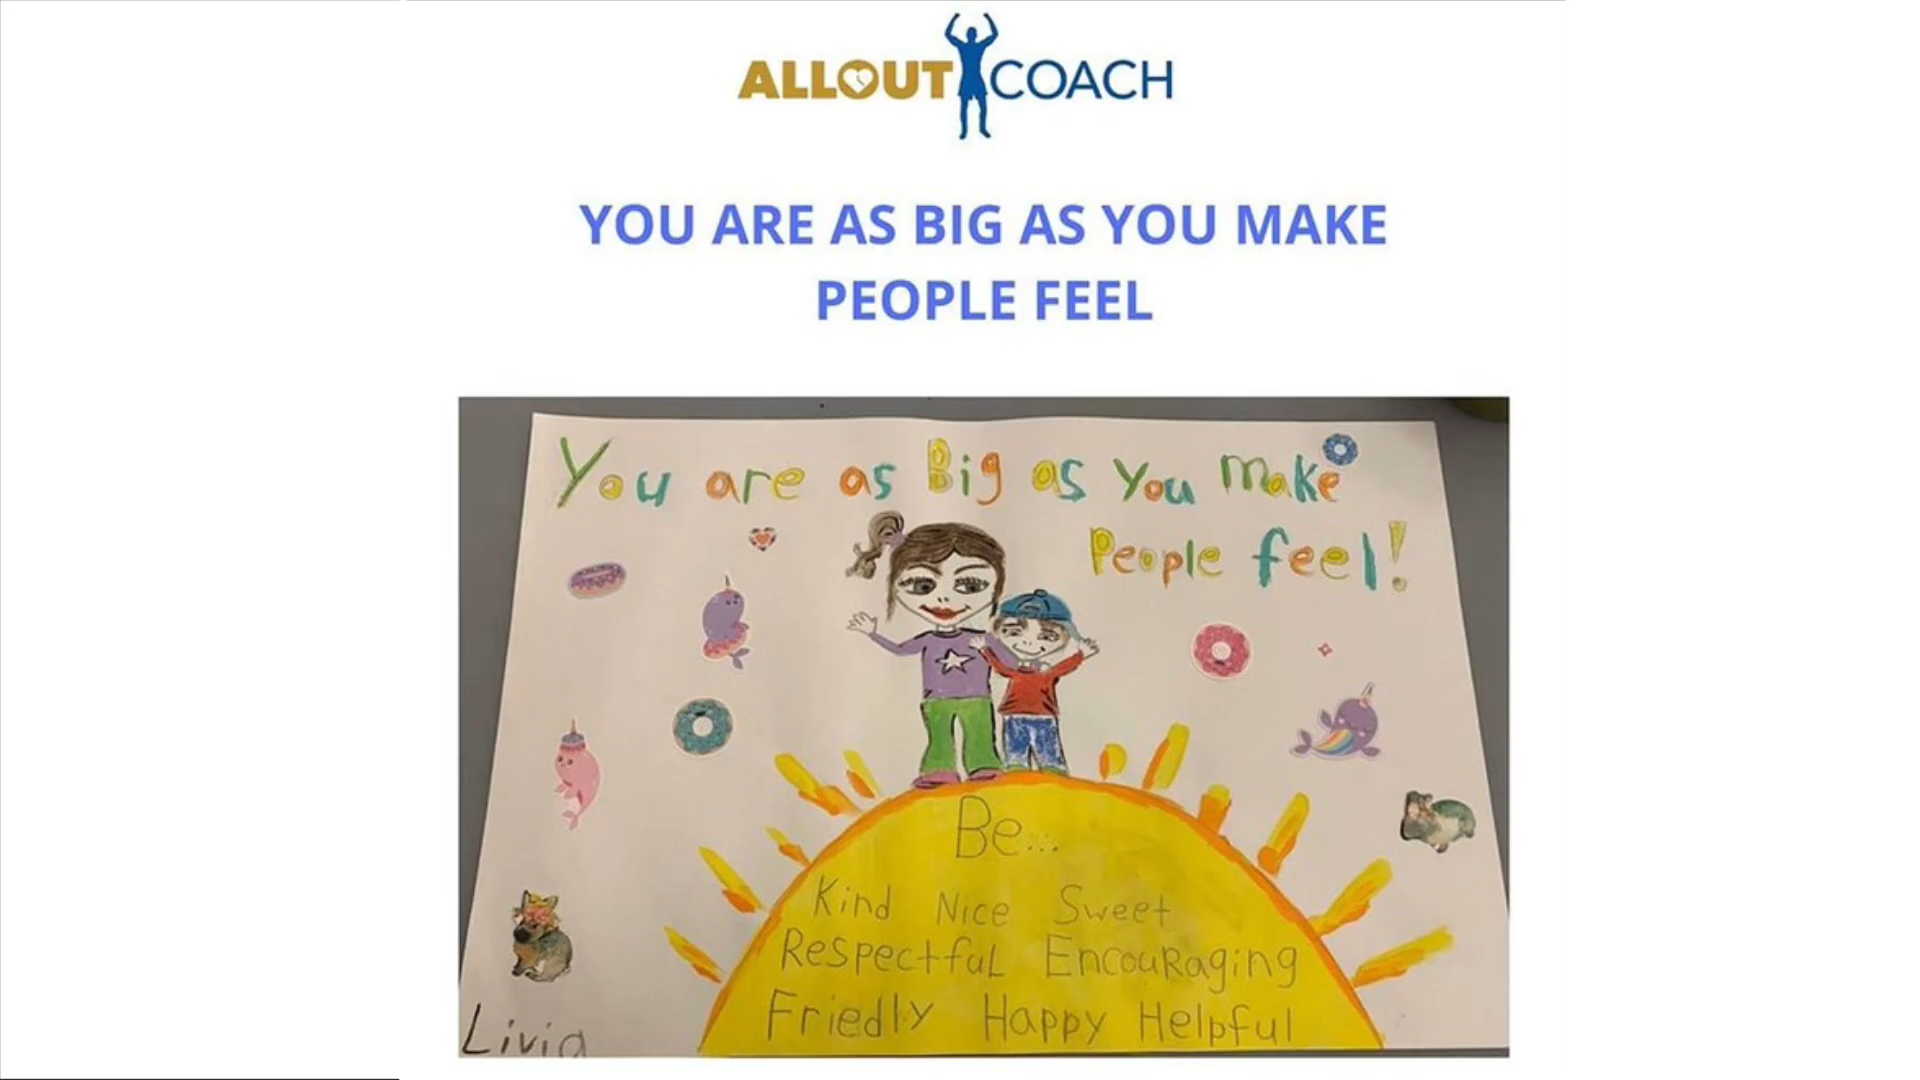 ALLOUT COACH
YOU ARE AS BIG AS YOU MAKE
PEOPLE FEEL
You are as Big as You make
People feel!
Be...
Kind Nice Sweet
Respectful Encouraging
Friedly Happy Helpful
Livia